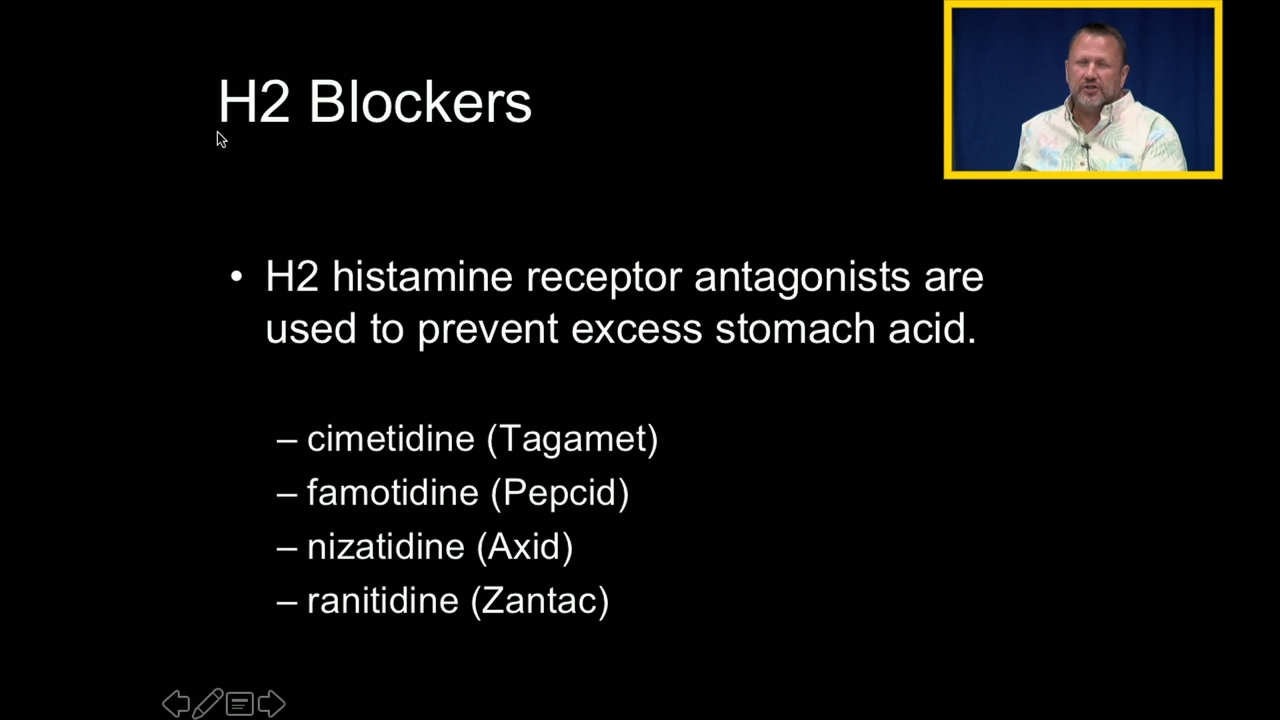 H2 Blockers
• H2 histamine receptor antagonists are
used to prevent excess stomach acid.
– cimetidine (Tagamet)
– famotidine (Pepcid)
– nizatidine (Axid)
– ranitidine (Zantac)